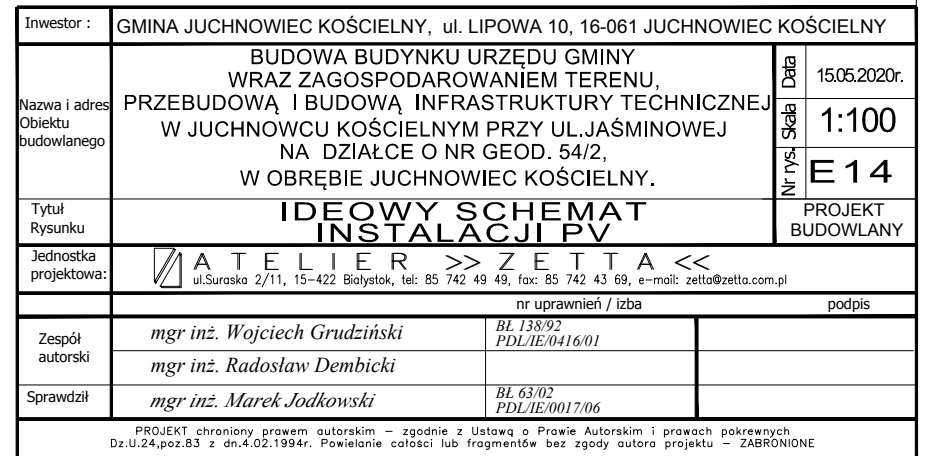 Inwestor : GMINA JUCHNOWIEC KOŚCIELNY, ul. LIPOWA 10, 16-061 JUCHNOWIEC KOŚCIELNY
Nazwa i adres
Obiektu
budowlanego
BUDOWA BUDYNKU URZĘDU GMINY
WRAZ ZAGOSPODAROWANIEM TERENU,
PRZEBUDOWĄ I BUDOWĄ INFRASTRUKTURY TECHNICZNEJ
W JUCHNOWCU KOŚCIELNYM PRZY UL.JAŚMINOWEJ
NA DZIAŁCE O NR GEOD. 54/2,
W OBRĘBIE JUCHNOWIEC KOŚCIELNY.
Data 15.05.2020r.
Skala 1:100
Nr rys. E14
Tytuł
Rysunku
IDEOWY SCHEMAT
INSTALACJI PV
PROJEKT
BUDOWLANY
Jednostka
projektowa:
ATELIER >> ZETTA <<
ul.Suraska 2/11, 15-422 Białystok, tel: 85 742 49 49, fax: 85 742 43 69, e-mail: zetta@zetta.com.pl
nr uprawnień / izba podpis
Zespół
autorski
mgr inż. Wojciech Grudziński
BŁ 138/92
PDL/IE/0416/01
mgr inż. Radosław Dembicki
Sprawdził mgr inż. Marek Jodkowski
BŁ 63/02
PDL/IE/0017/06
PROJEKT chroniony prawem autorskim – zgodnie z Ustawą o Prawie Autorskim i prawach pokrewnych
Dz.U.24,poz.83 z dn.4.02.1994r. Powielanie całości lub fragmentów bez zgody autora projektu – ZABRONIONE